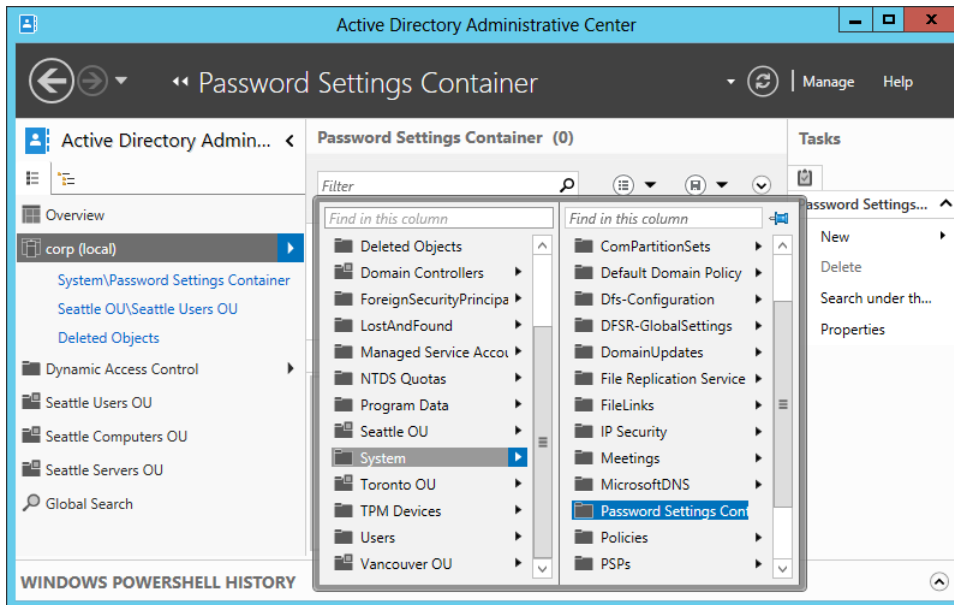 Active Directory Administrative Center
Password Settings Container
Manage
Help
Active Directory Admin...
Overview
corp (local)
System\Password Settings Container
Seattle OU\Seattle Users OU
Deleted Objects
Dynamic Access Control
Seattle Users OU
Seattle Computers OU
Seattle Servers OU
Global Search
Password Settings Container (0)
Filter
Find in this column
Deleted Objects
Domain Controllers
ForeignSecurityPrincipa
LostAndFound
Managed Service Accou
NTDS Quotas
Program Data
Seattle OU
System
Toronto OU
TPM Devices
Users
Vancouver OU
Find in this column
ComPartitionSets
Default Domain Policy
Dfs-Configuration
DFSR-GlobalSettings
DomainUpdates
File Replication Service
FileLinks
IP Security
Meetings
MicrosoftDNS
Password Settings Cont
Policies
PSPs
Tasks
assword Settings...
New
Delete
Search under th...
Properties
WINDOWS POWERSHELL HISTORY